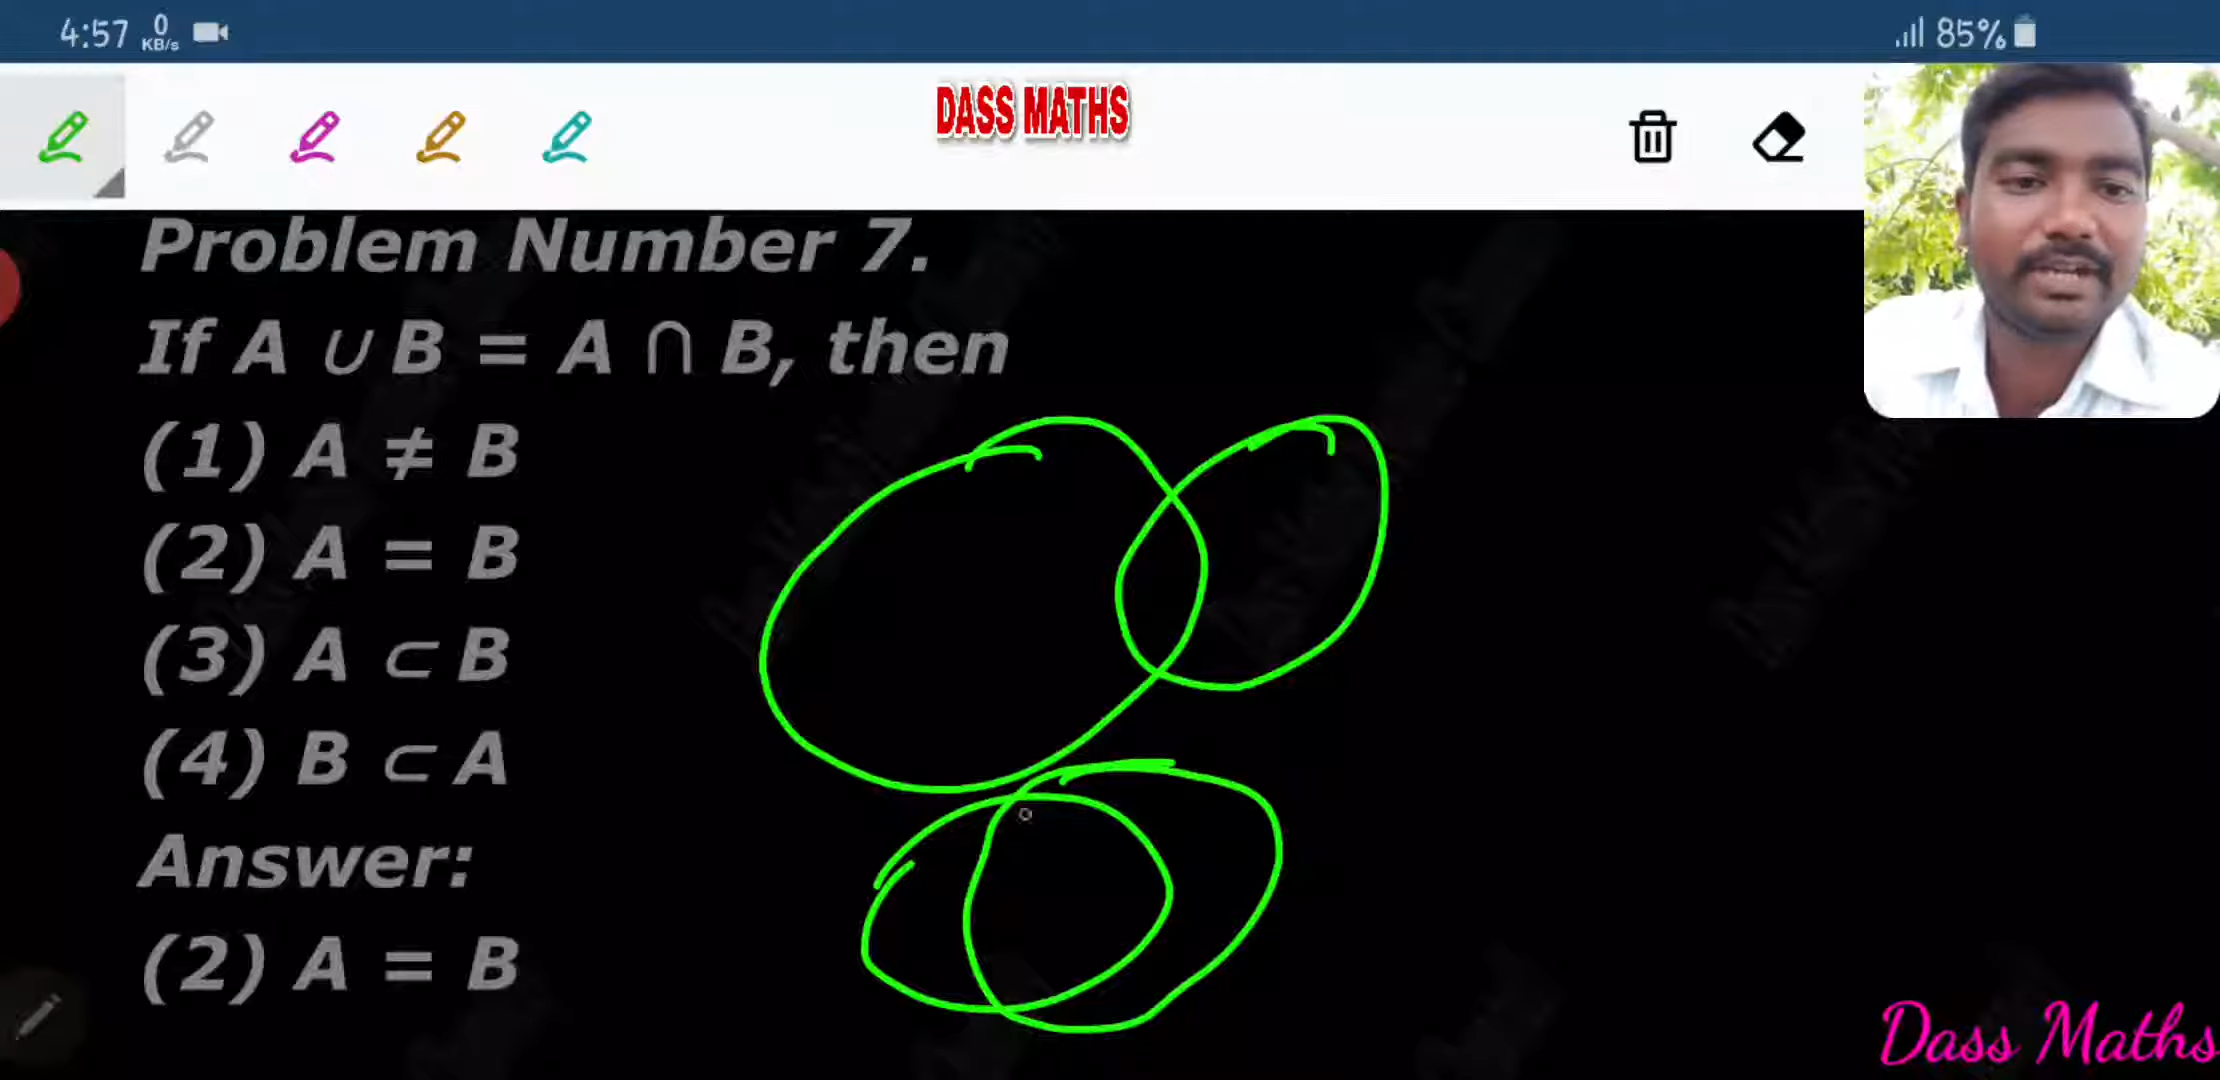 4:57 0 KB/s 85%
DASS MATHS
Problem Number 7.
If A ∪ B = A ∩ B, then
(1) A ≠ B
(2) A = B
(3) A ⊂ B
(4) B ⊂ A
Answer:
(2) A = B
Dass Maths